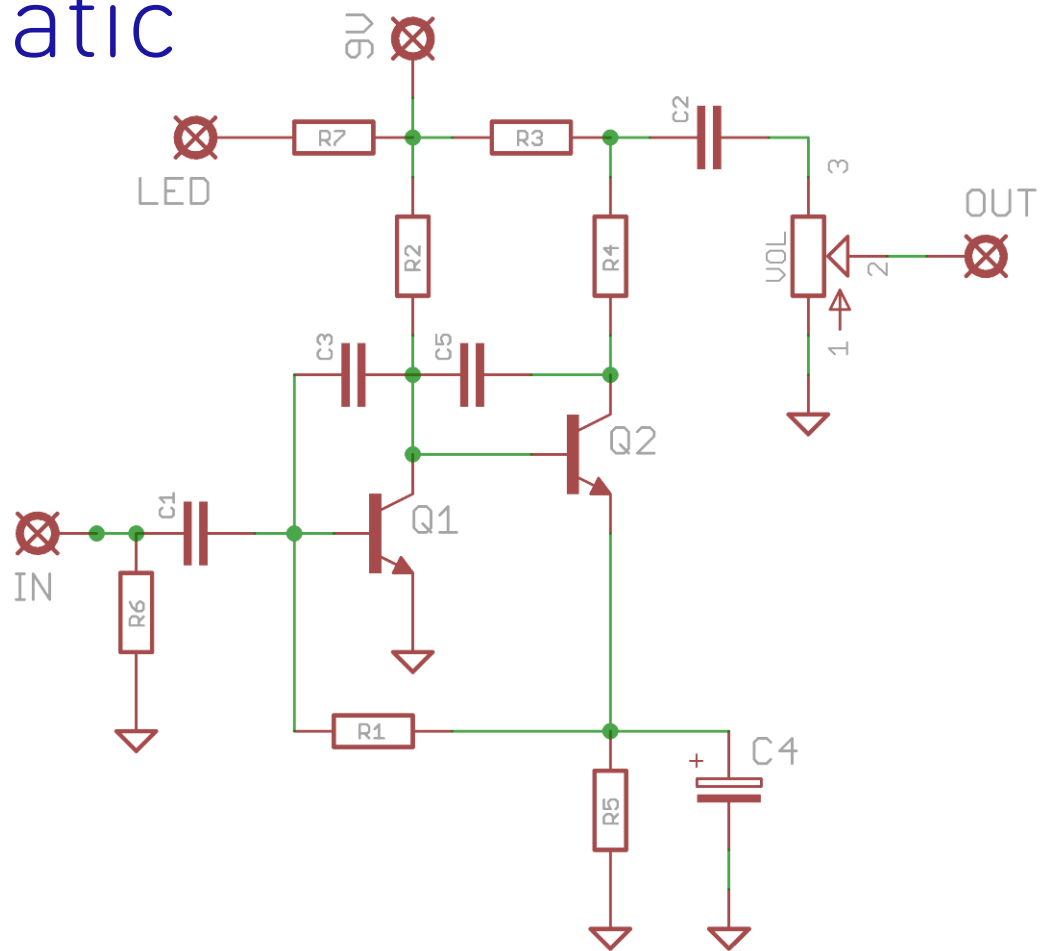 atic
9V
C2
R7
R3
3
LED
OUT
R2
R4
VOL
2
C3
C5
1
Q2
C1
Q1
IN
R6
R1
+
C4
R5